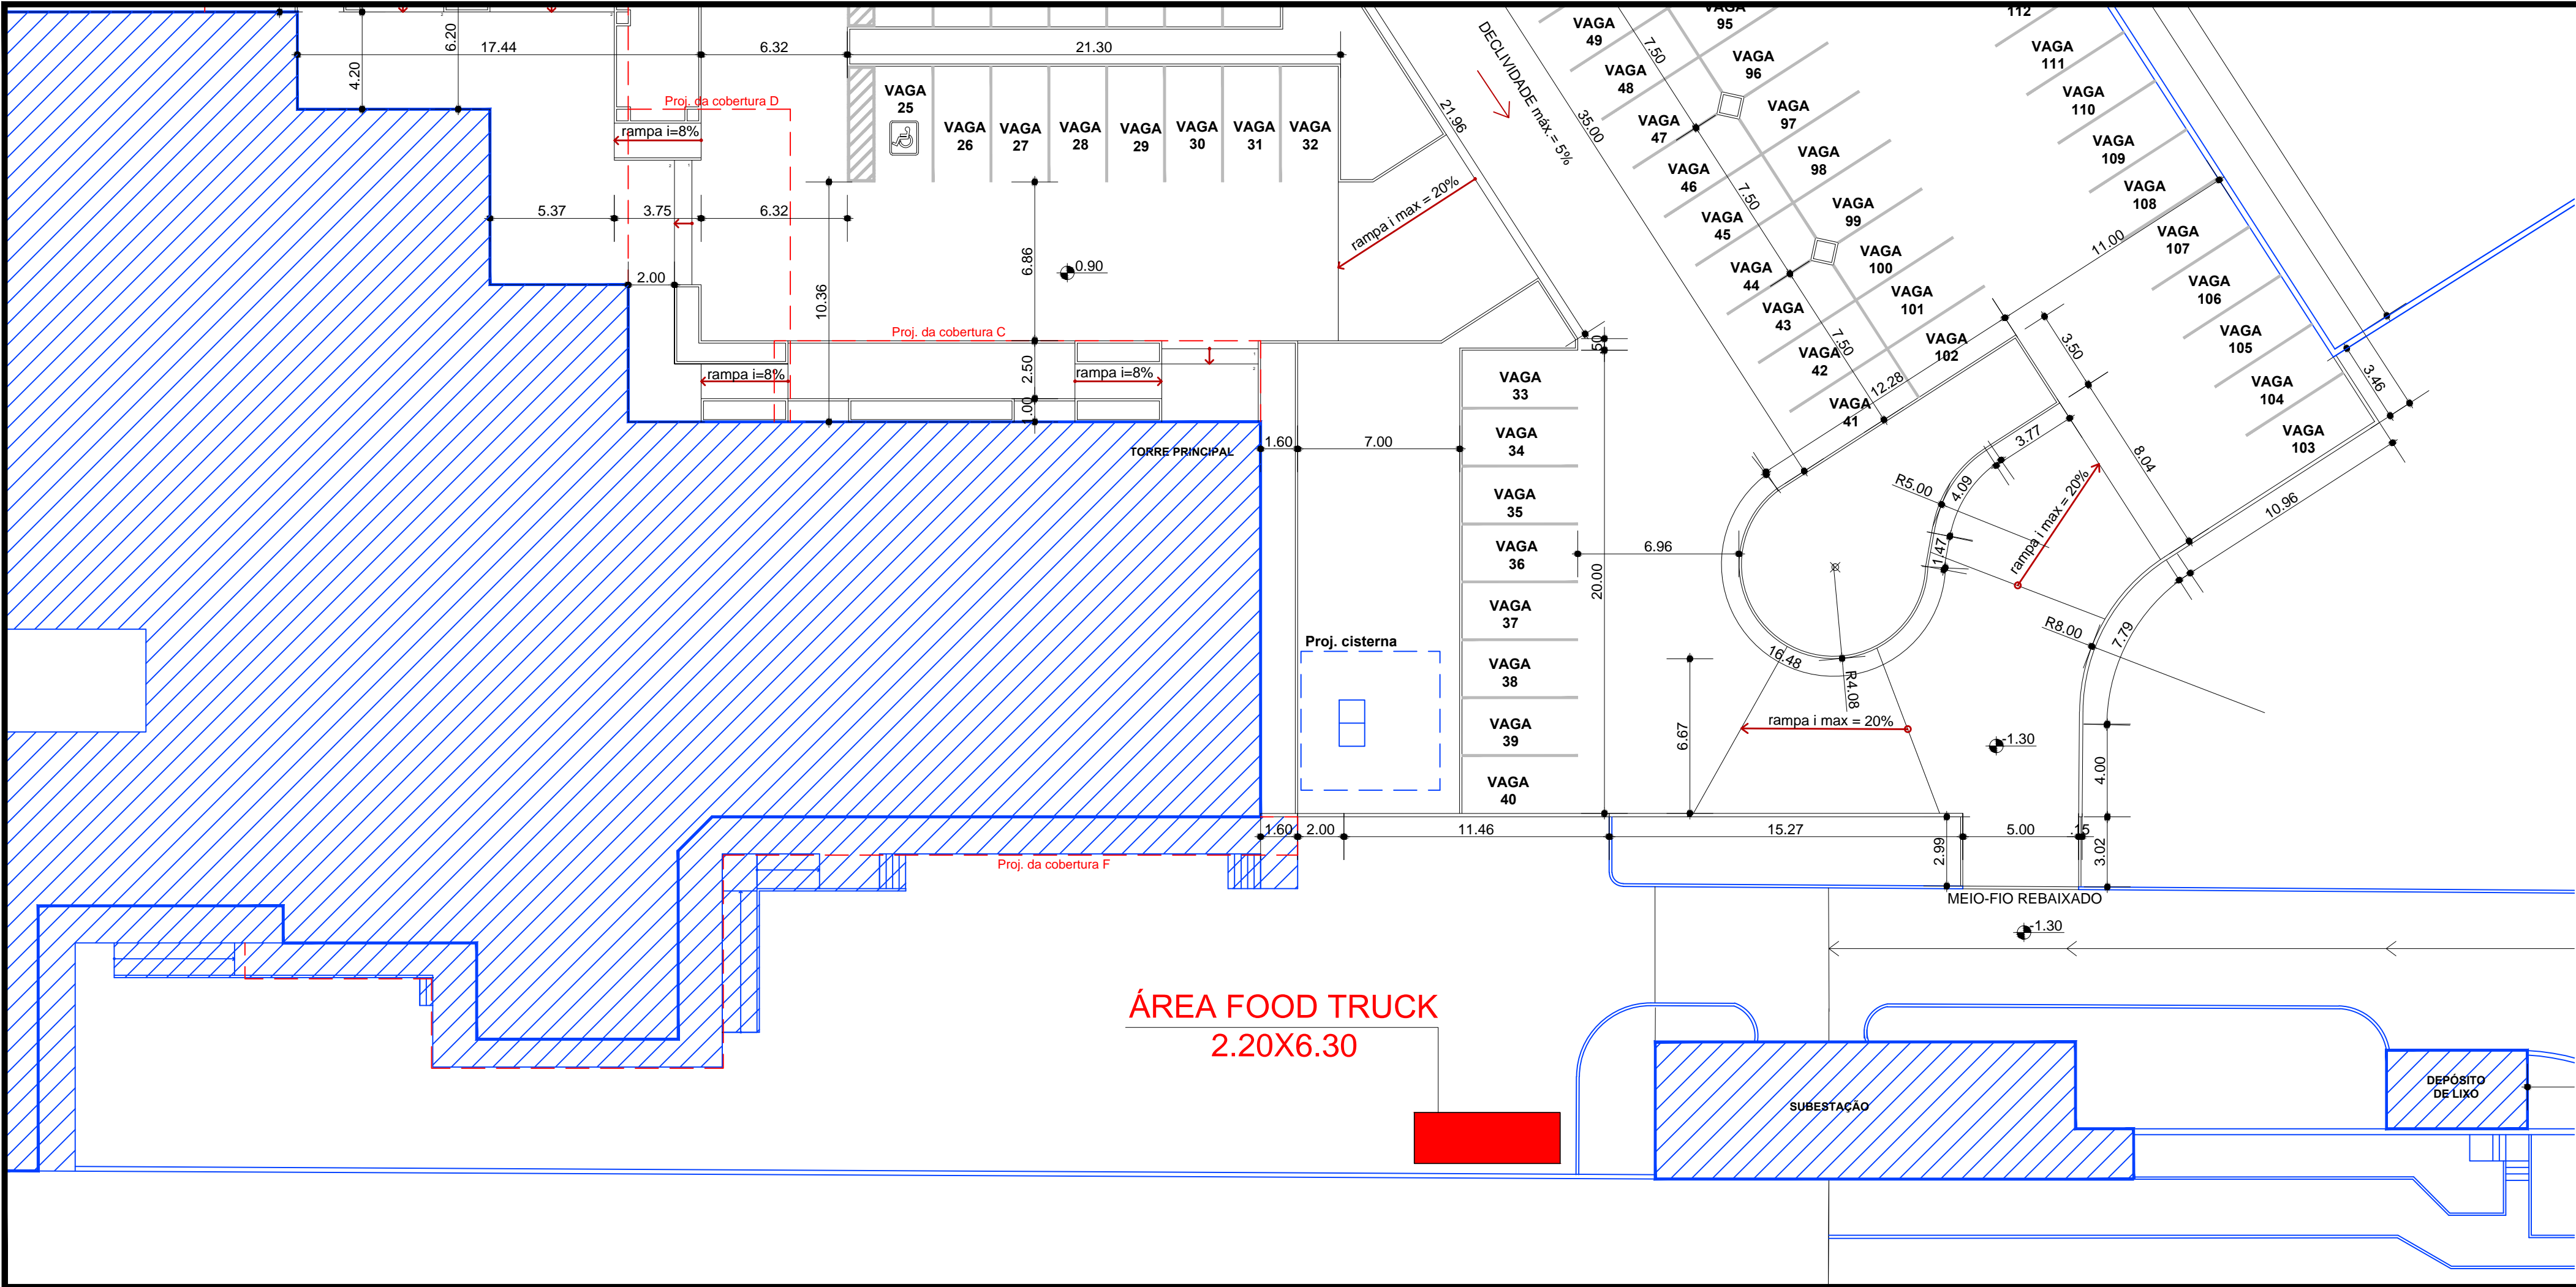 17.44
6.32
21.30
6.20
4.20
Proj. da cobertura D
rampa i=8%
VAGA
25
VAGA
26
VAGA
27
VAGA
28
VAGA
29
VAGA
30
VAGA
31
VAGA
32
5.37
3.75
6.32
2.00
10.36
6.86
0.90
Proj. da cobertura C
2.50
rampa i=8%
rampa i=8%
TORRE PRINCIPAL
1.60
7.00
21.96
rampa i max = 20%
DECLIVIDADE máx. = 5%
35.00
7.50
7.50
7.50
VAGA
49
VAGA
48
VAGA
47
VAGA
46
VAGA
45
VAGA
44
VAGA
43
VAGA
42
VAGA
41
VAGA
95
VAGA
96
VAGA
97
VAGA
98
VAGA
99
VAGA
100
VAGA
101
VAGA
102
112
VAGA
111
VAGA
110
VAGA
109
VAGA
108
VAGA
107
VAGA
106
VAGA
105
VAGA
104
VAGA
103
11.00
12.28
3.50
3.46
8.04
10.96
3.77
4.09
R5.00
1.47
rampa i max = 20%
R8.00
7.79
.50
VAGA
33
VAGA
34
VAGA
35
VAGA
36
VAGA
37
VAGA
38
VAGA
39
VAGA
40
20.00
6.96
16.48
R4.08
6.67
rampa i max = 20%
-1.30
4.00
Proj. cisterna
1.60
2.00
11.46
15.27
5.00
.15
2.99
3.02
Proj. da cobertura F
MEIO-FIO REBAIXADO
-1.30
ÁREA FOOD TRUCK
2.20X6.30
SUBESTAÇÃO
DEPÓSITO
DE LIXO